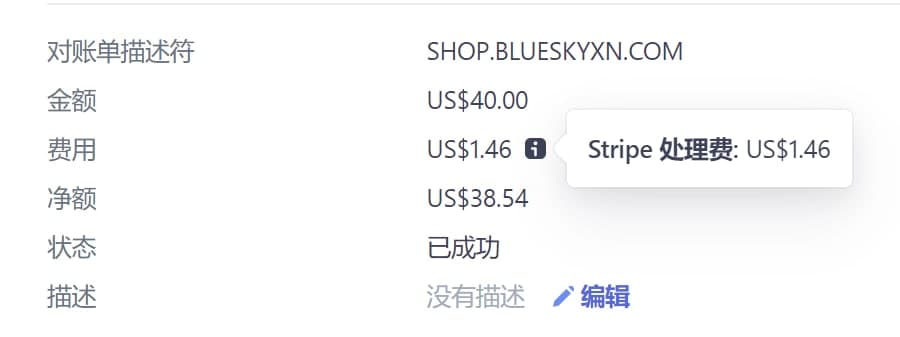 对账单描述符 SHOP.BLUESKYXN.COM
金额 US$40.00
费用 US$1.46 Stripe 处理费: US$1.46
净额 US$38.54
状态 已成功
描述 没有描述 编辑